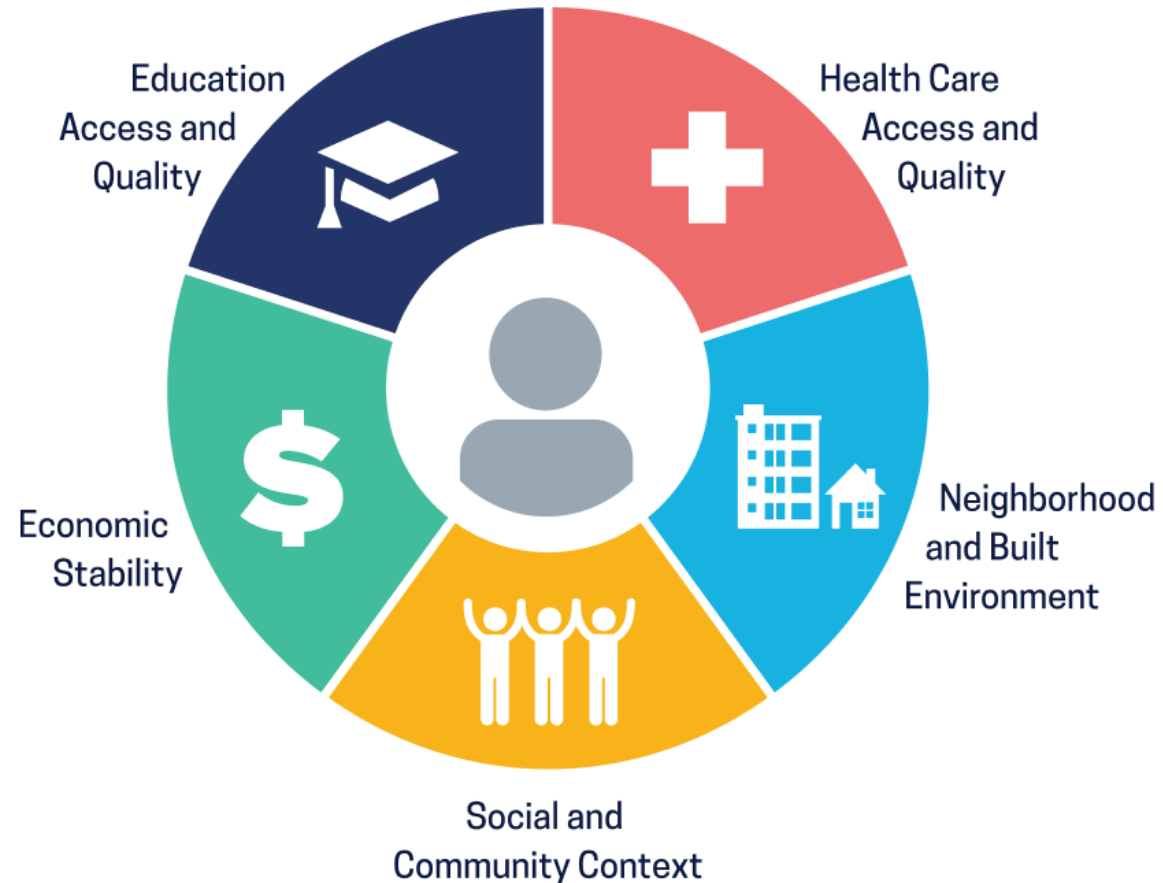 Education
Access and
Quality
Health Care
Access and
Quality
Economic
Stability
Neighborhood
and Built
Environment
Social and
Community Context